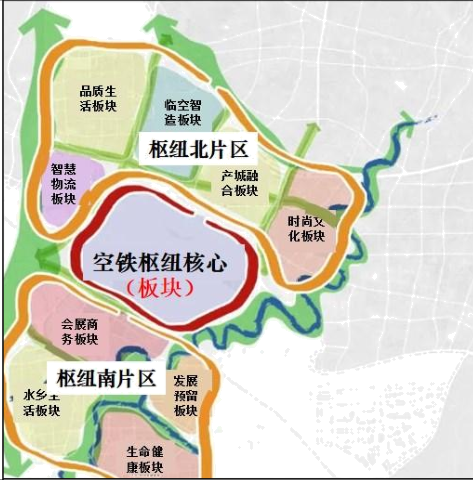 品质生
活板块
临空智
造板块
枢纽北片区
智慧
物流
板块
产城融
合板块
时尚文
化板块
空铁枢纽核心
（板块）
会展商
务板块
枢纽南片区
水乡生
活板块
发展
预留
板块
生命健
康板块